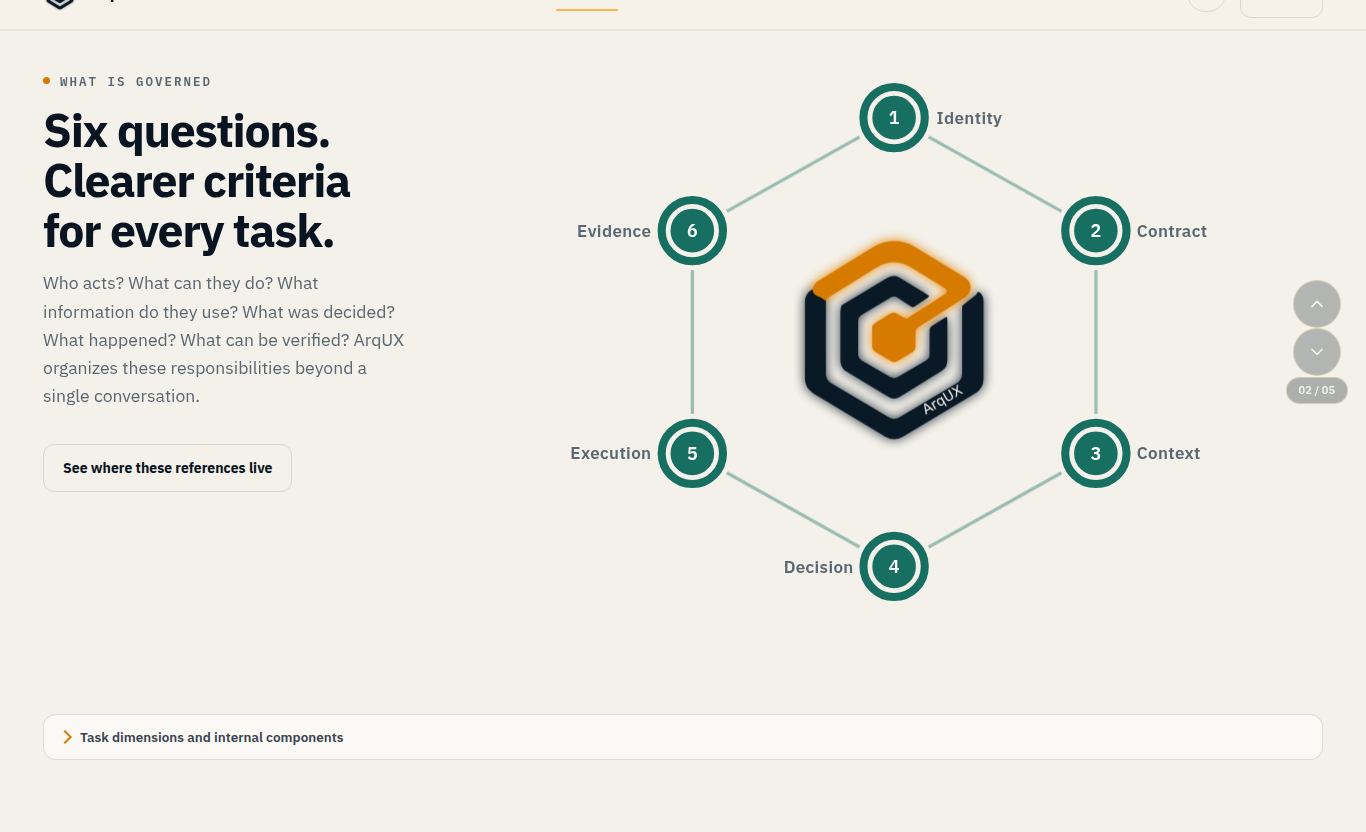 WHAT IS GOVERNED
Six questions.
Clearer criteria
for every task.
Who acts? What can they do? What
information do they use? What was decided?
What happened? What can be verified? ArqUX
organizes these responsibilities beyond a
single conversation.
See where these references live
1 Identity
2 Contract
3 Context
4 Decision
5 Execution
6 Evidence
ArqUX
02 / 05
Task dimensions and internal components